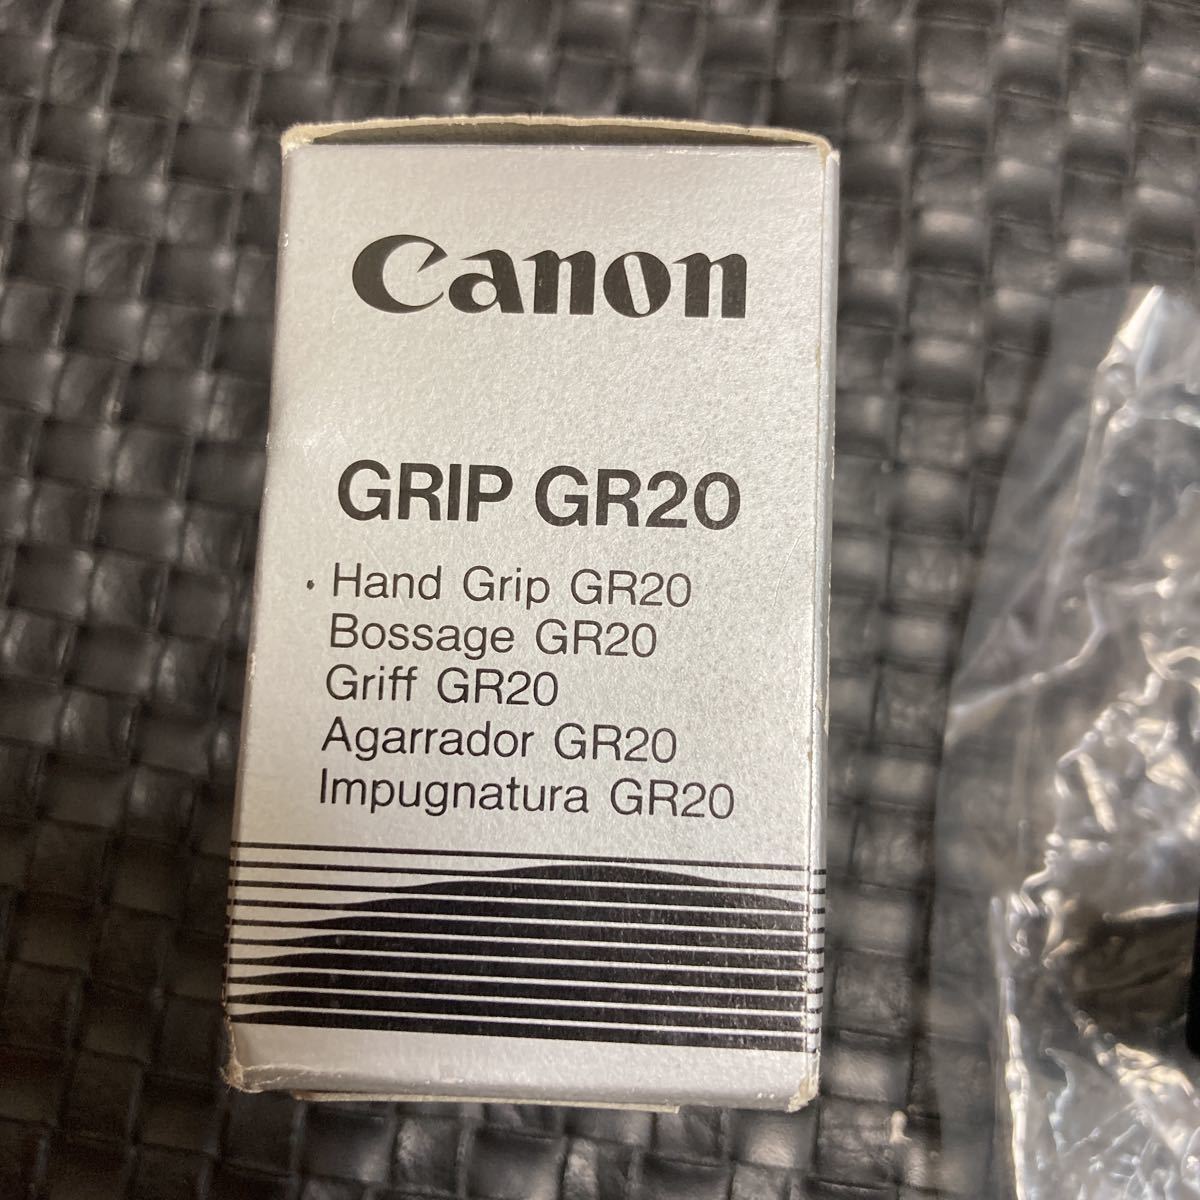 Canon
GRIP GR20
Hand Grip GR20
Bossage GR20
Griff GR20
Agarrador GR20
Impugnatura GR20